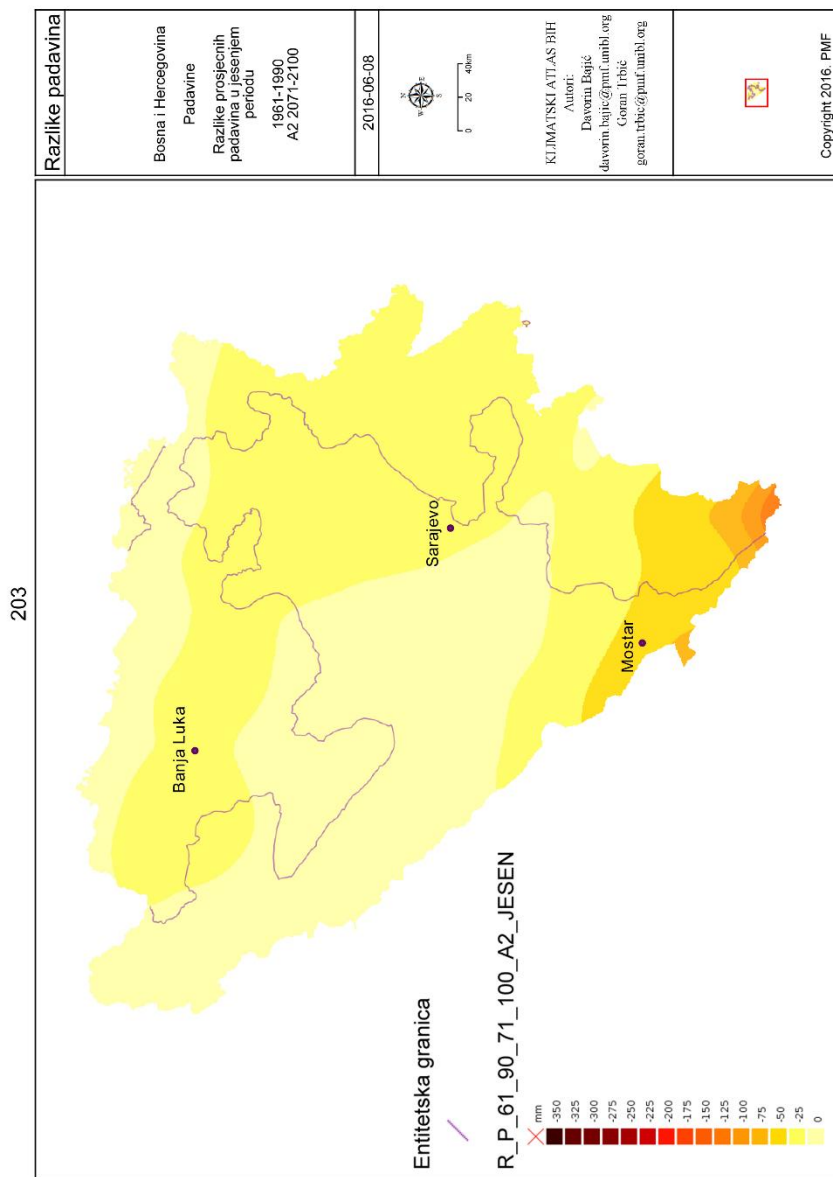 203
Razlike padavina
Bosna i Hercegovina
Padavine
Razlike prosjecnih
padavina u jesenjem
periodu
1961-1990
A2 2071-2100
2016-06-08
N
W
E
S
0
20
40km
KLIMATSKI ATLAS BIH
Autori:
Davorin Bajić
davorin.bajic@pmf.unibl.org
Goran Trbić
goran.trbic@pmf.unibl.org
Copyright 2016. PMF
Banja Luka
Sarajevo
Mostar
Entitetska granica
R_P_61_90_71_100_A2_JESEN
mm
-350
-325
-300
-275
-250
-225
-200
-175
-150
-125
-100
-75
-50
-25
0